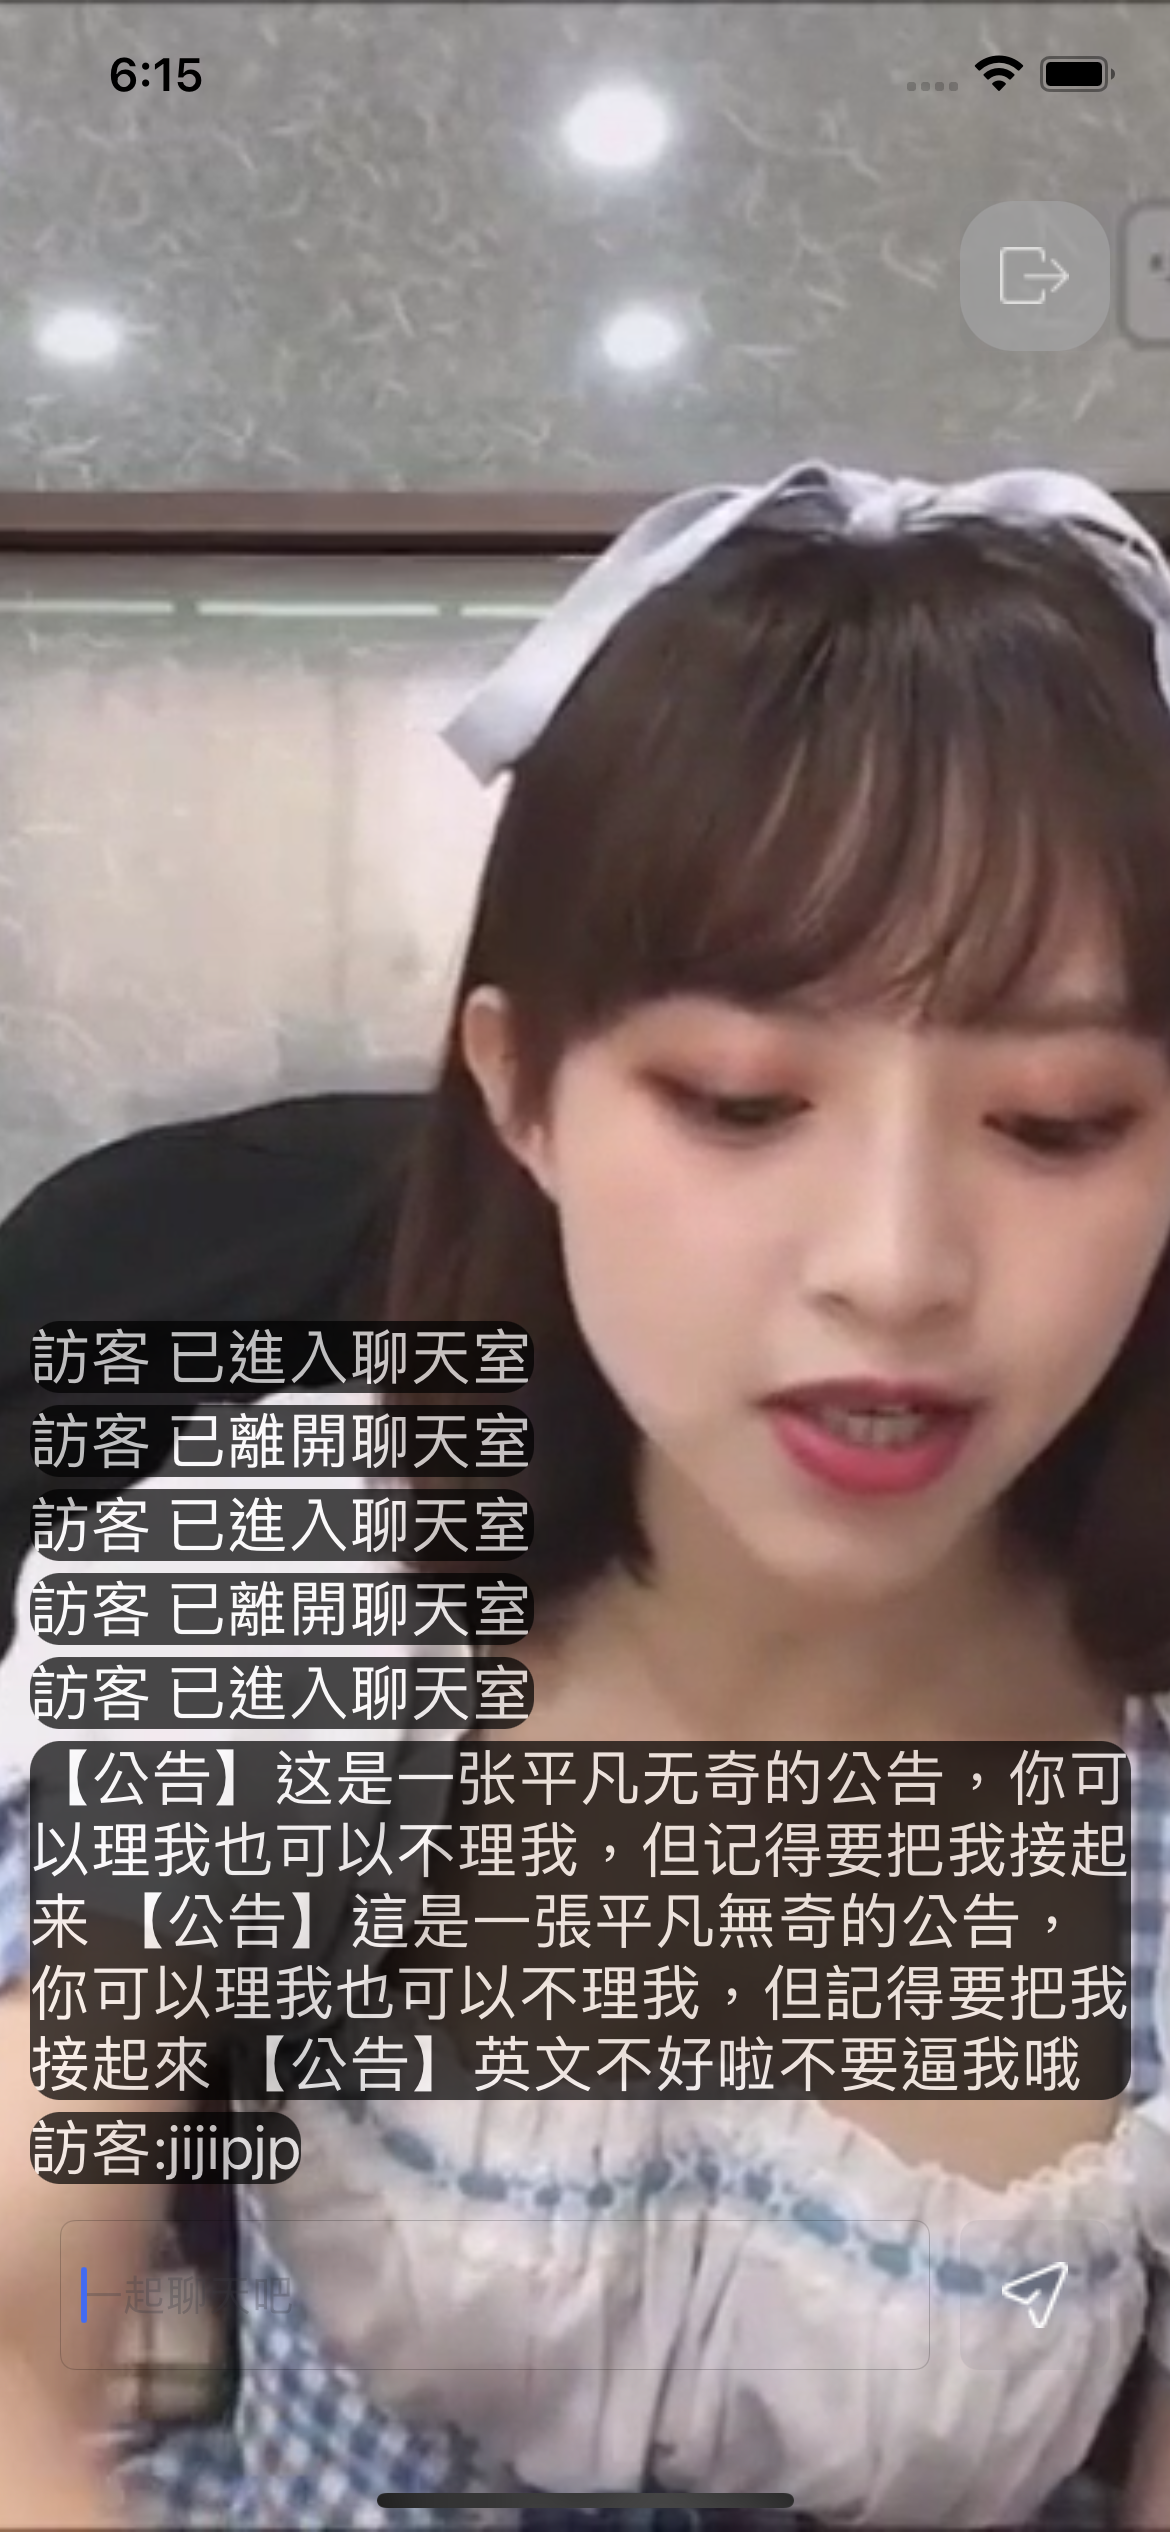 6:15
訪客 已進入聊天室
訪客 已離開聊天室
訪客 已進入聊天室
訪客 已離開聊天室
訪客 已進入聊天室
【公告】这是一张平凡无奇的公告，你可
以理我也可以不理我，但记得要把我接起
来 【公告】這是一張平凡無奇的公告，
你可以理我也可以不理我，但記得要把我
接起來 【公告】英文不好啦不要逼我哦
訪客:jijipjp
一起聊天吧